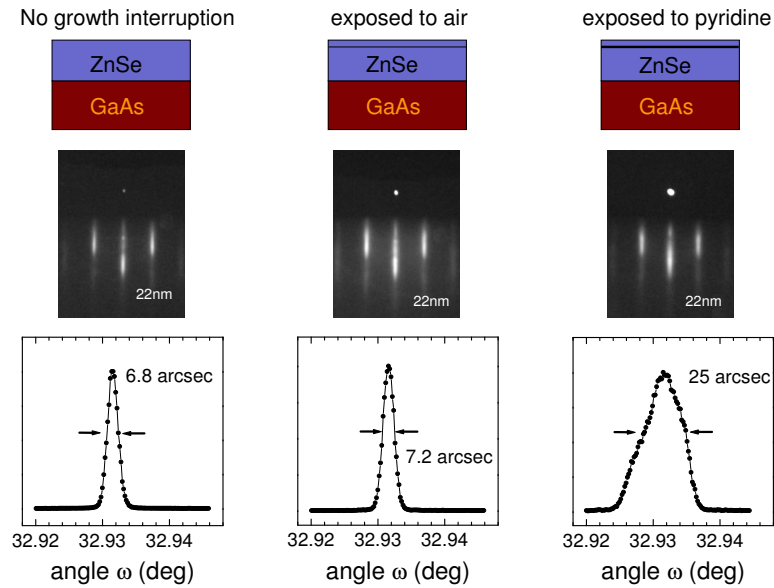 No growth interruption
exposed to air
exposed to pyridine
ZnSe
GaAs
ZnSe
GaAs
ZnSe
GaAs
22nm
22nm
22nm
6.8 arcsec
7.2 arcsec
25 arcsec
32.92 32.93 32.94
32.92 32.93 32.94
32.92 32.93 32.94
angle ω (deg)
angle ω (deg)
angle ω (deg)